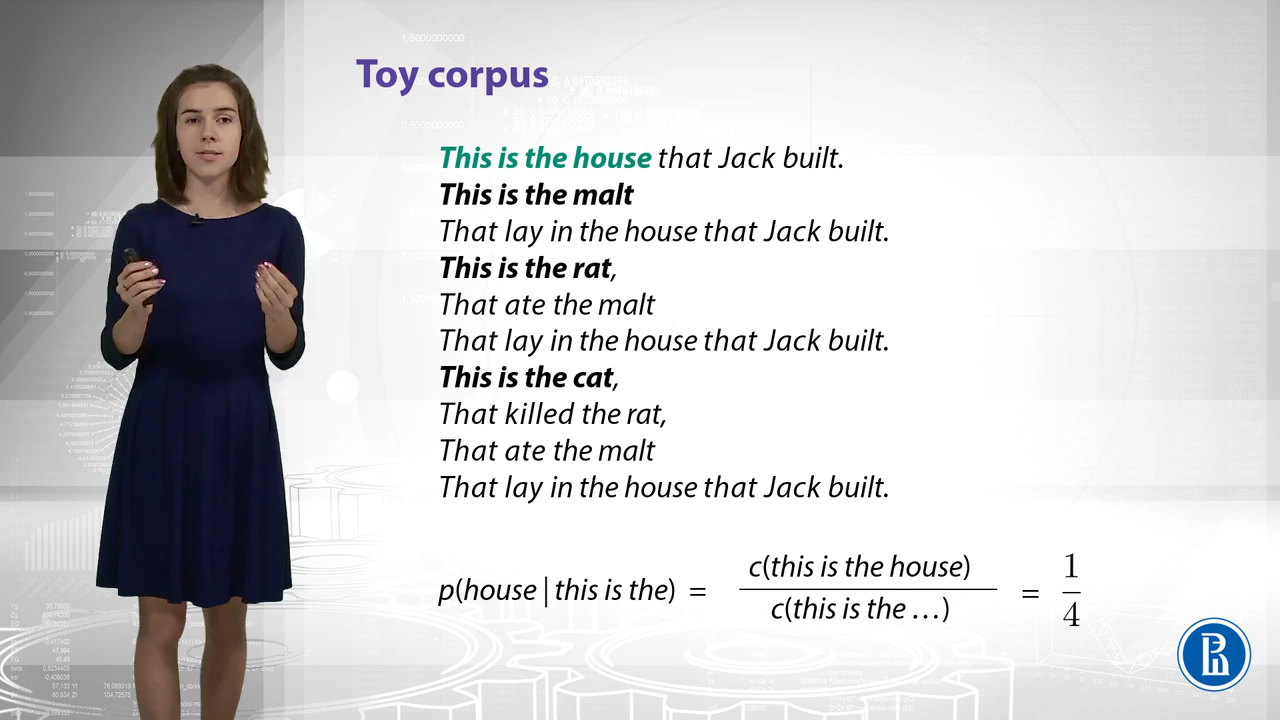 Toy corpus
This is the house that Jack built.
This is the malt
That lay in the house that Jack built.
This is the rat,
That ate the malt
That lay in the house that Jack built.
This is the cat,
That killed the rat,
That ate the malt
That lay in the house that Jack built.
p(house | this is the) = c(this is the house) / c(this is the …) = 1/4